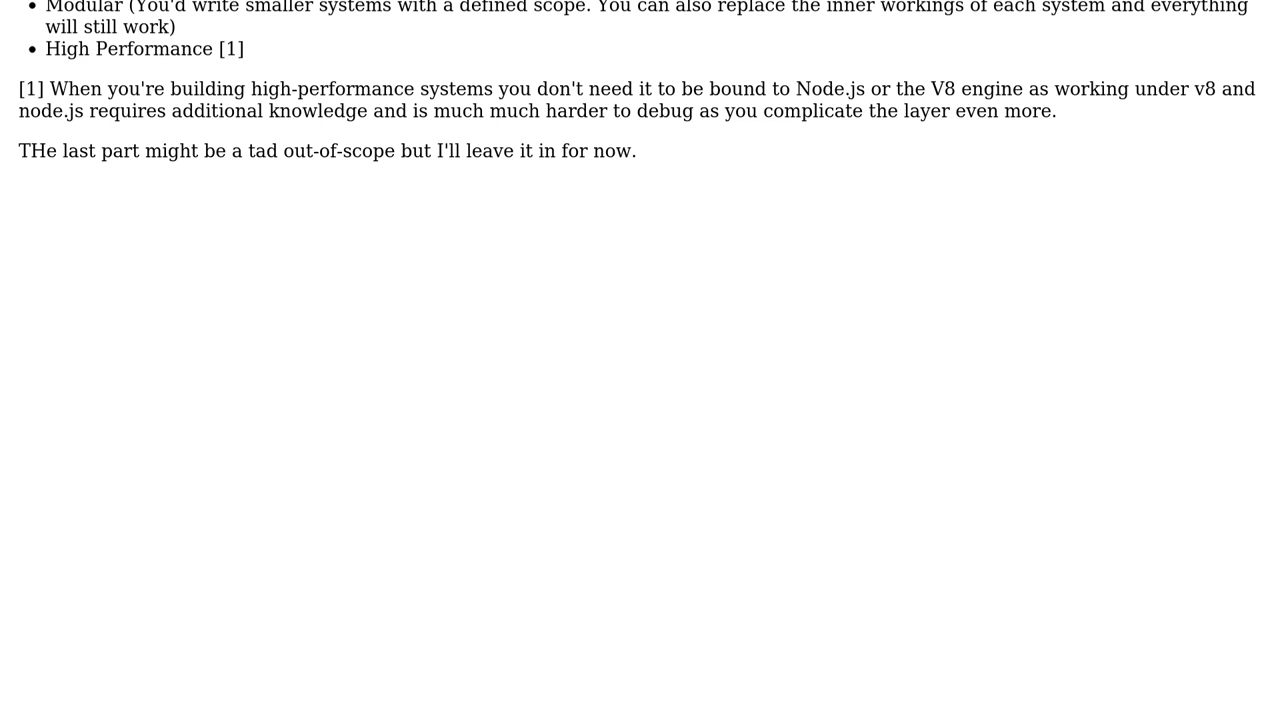 • Modular (You'd write smaller systems with a defined scope. You can also replace the inner workings of each system and everything
will still work)
• High Performance [1]
[1] When you're building high-performance systems you don't need it to be bound to Node.js or the V8 engine as working under v8 and
node.js requires additional knowledge and is much much harder to debug as you complicate the layer even more.
THe last part might be a tad out-of-scope but I'll leave it in for now.